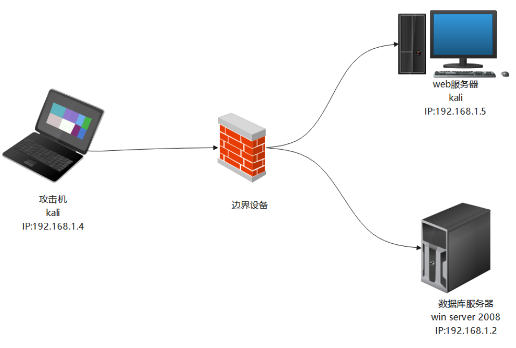 攻击机
kali
IP:192.168.1.4
边界设备
web服务器
kali
IP:192.168.1.5
数据库服务器
win server 2008
IP:192.168.1.2